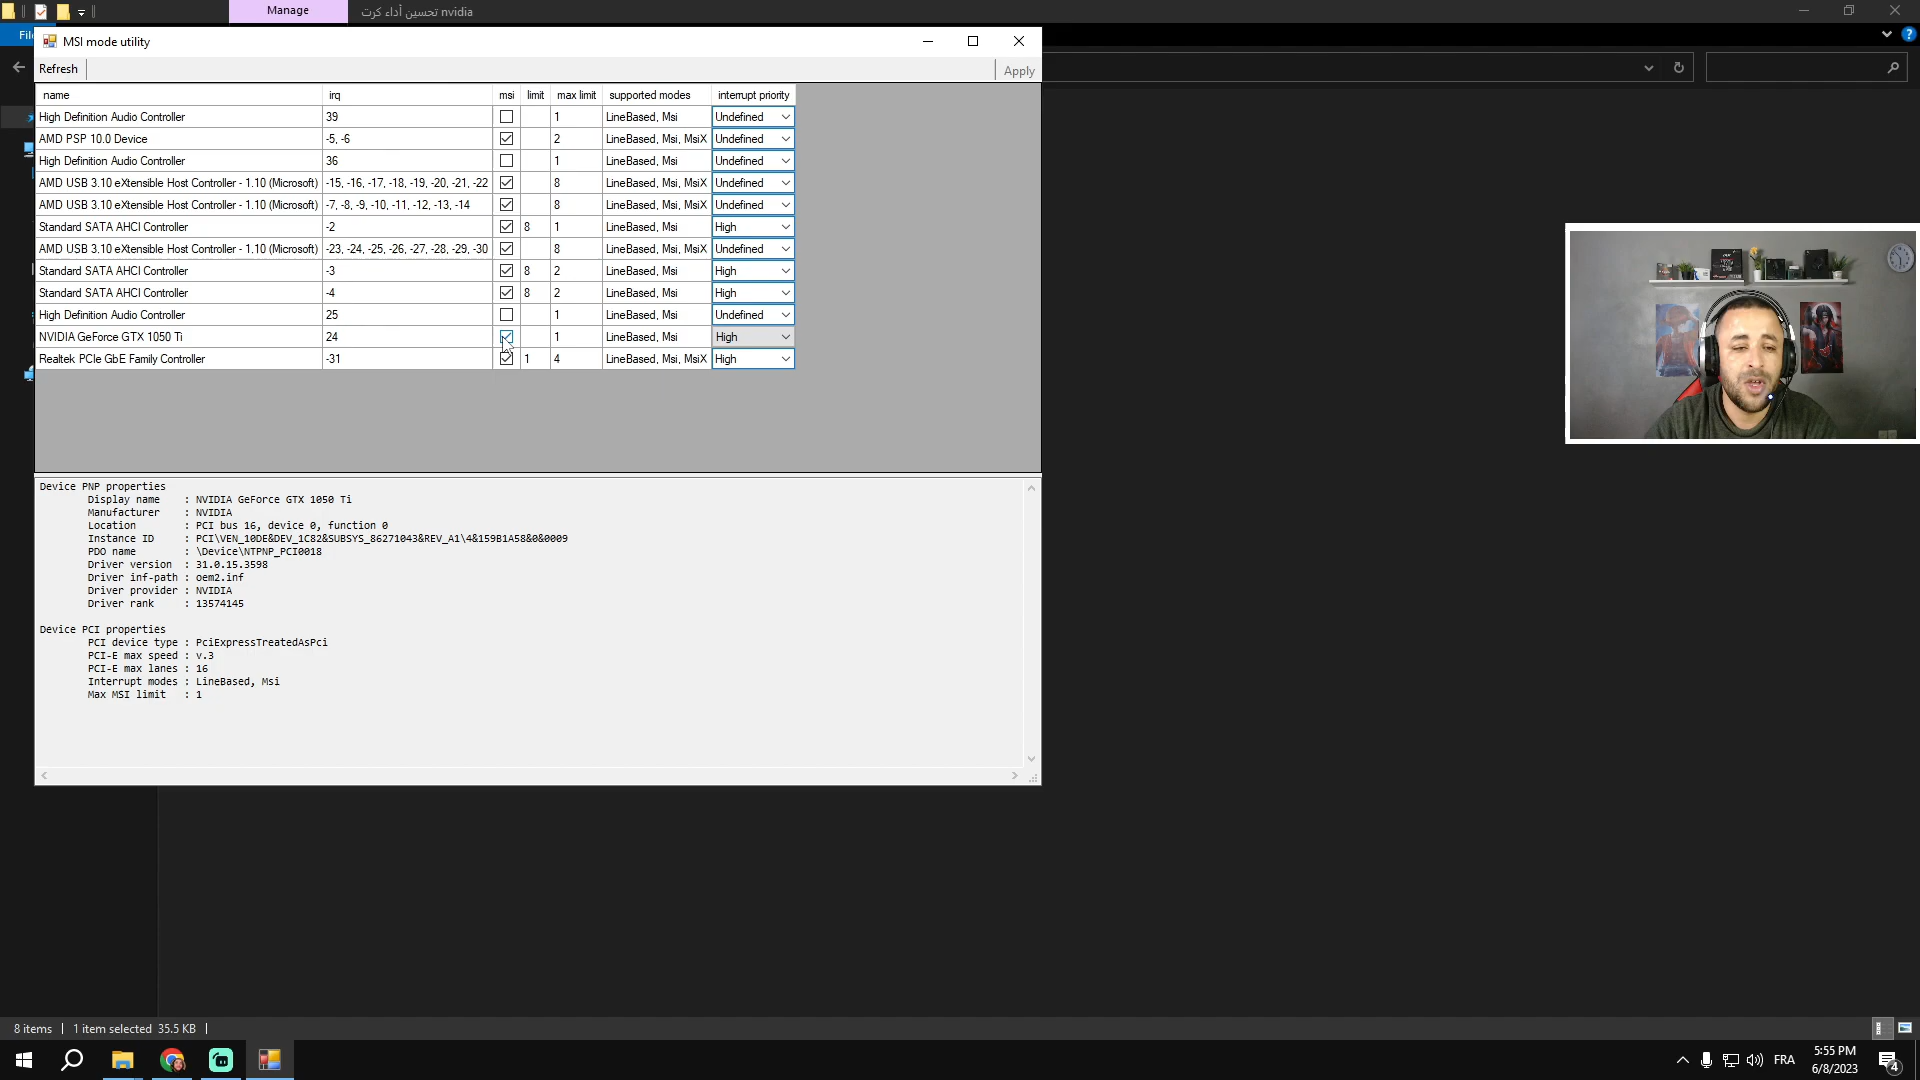 Manage
تحسين أداء كرت nvidia
MSI mode utility
Refresh
Apply
name irq msi limit max limit supported modes interrupt priority
High Definition Audio Controller 39 1 LineBased, Msi Undefined
AMD PSP 10.0 Device -5, -6 2 LineBased, Msi, MsiX Undefined
High Definition Audio Controller 36 1 LineBased, Msi Undefined
AMD USB 3.10 eXtensible Host Controller - 1.10 (Microsoft) -15, -16, -17, -18, -19, -20, -21, -22 8 LineBased, Msi, MsiX Undefined
AMD USB 3.10 eXtensible Host Controller - 1.10 (Microsoft) -7, -8, -9, -10, -11, -12, -13, -14 8 LineBased, Msi, MsiX Undefined
Standard SATA AHCI Controller -2 8 1 LineBased, Msi High
AMD USB 3.10 eXtensible Host Controller - 1.10 (Microsoft) -23, -24, -25, -26, -27, -28, -29, -30 8 LineBased, Msi, MsiX Undefined
Standard SATA AHCI Controller -3 8 2 LineBased, Msi High
Standard SATA AHCI Controller -4 8 2 LineBased, Msi High
High Definition Audio Controller 25 1 LineBased, Msi Undefined
NVIDIA GeForce GTX 1050 Ti 24 1 LineBased, Msi High
Realtek PCIe GbE Family Controller -31 1 4 LineBased, Msi, MsiX High
Device PNP properties
Display name : NVIDIA GeForce GTX 1050 Ti
Manufacturer : NVIDIA
Location : PCI bus 16, device 0, function 0
Instance ID : PCI\VEN_10DE&DEV_1C82&SUBSYS_86271043&REV_A1\4&159B1A58&0&0009
PDO name : \Device\NTPNP_PCI0018
Driver version : 31.0.15.3598
Driver inf-path : oem2.inf
Driver provider : NVIDIA
Driver rank : 13574145
Device PCI properties
PCI device type : PciExpressTreatedAsPci
PCI-E max speed : v.3
PCI-E max lanes : 16
Interrupt modes : LineBased, Msi
Max MSI limit : 1
8 items 1 item selected 35.5 KB
FRA
5:55 PM
6/8/2023
4